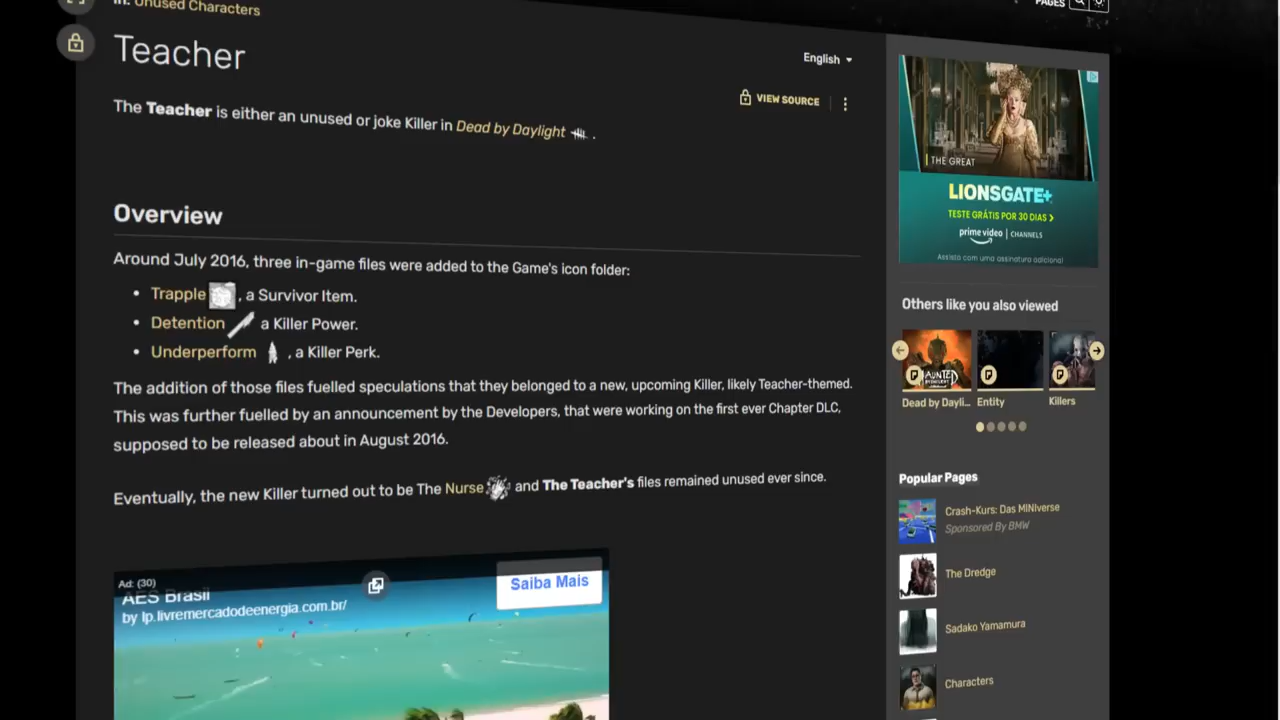 in: Unused Characters
PAGES
Teacher
English
VIEW SOURCE
The Teacher is either an unused or joke Killer in Dead by Daylight .
Overview
Around July 2016, three in-game files were added to the Game's icon folder:
• Trapple , a Survivor Item.
• Detention a Killer Power.
• Underperform , a Killer Perk.
The addition of those files fuelled speculations that they belonged to a new, upcoming Killer, likely Teacher-themed.
This was further fuelled by an announcement by the Developers, that were working on the first ever Chapter DLC,
supposed to be released about in August 2016.
Eventually, the new Killer turned out to be The Nurse and The Teacher's files remained unused ever since.
Ad: (30)
AES Brasil
by lp.livremercadodeenergia.com.br/
Saiba Mais
THE GREAT
LIONSGATE+
TESTE GRÁTIS POR 30 DIAS
prime video | CHANNELS
Assista com uma assinatura adicional
Others like you also viewed
HAUNTED
BY DAYLIGHT
Dead by Dayli...
Entity
Killers
Popular Pages
Crash-Kurs: Das MINIverse
Sponsored By BMW
The Dredge
Sadako Yamamura
Characters